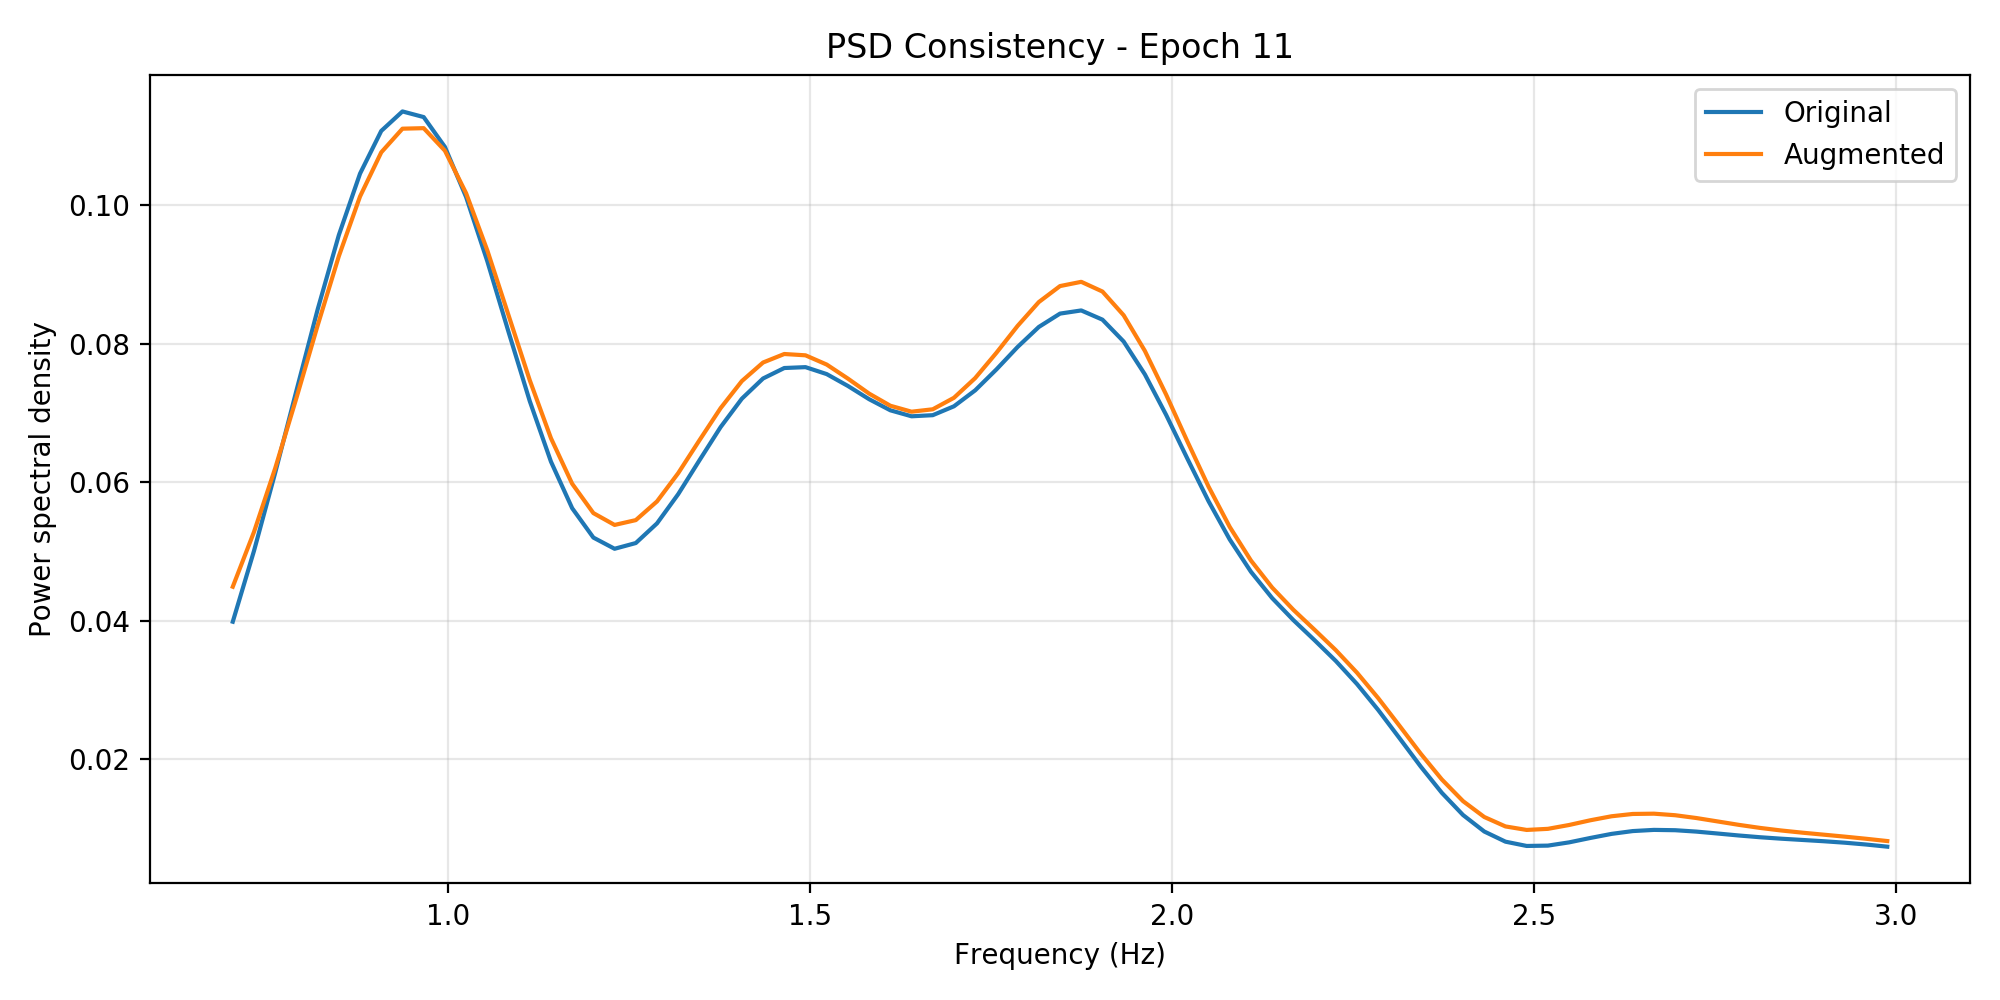 PSD Consistency - Epoch 11
Original
Augmented
Power spectral density
0.10
0.08
0.06
0.04
0.02
1.0
1.5
2.0
2.5
3.0
Frequency (Hz)